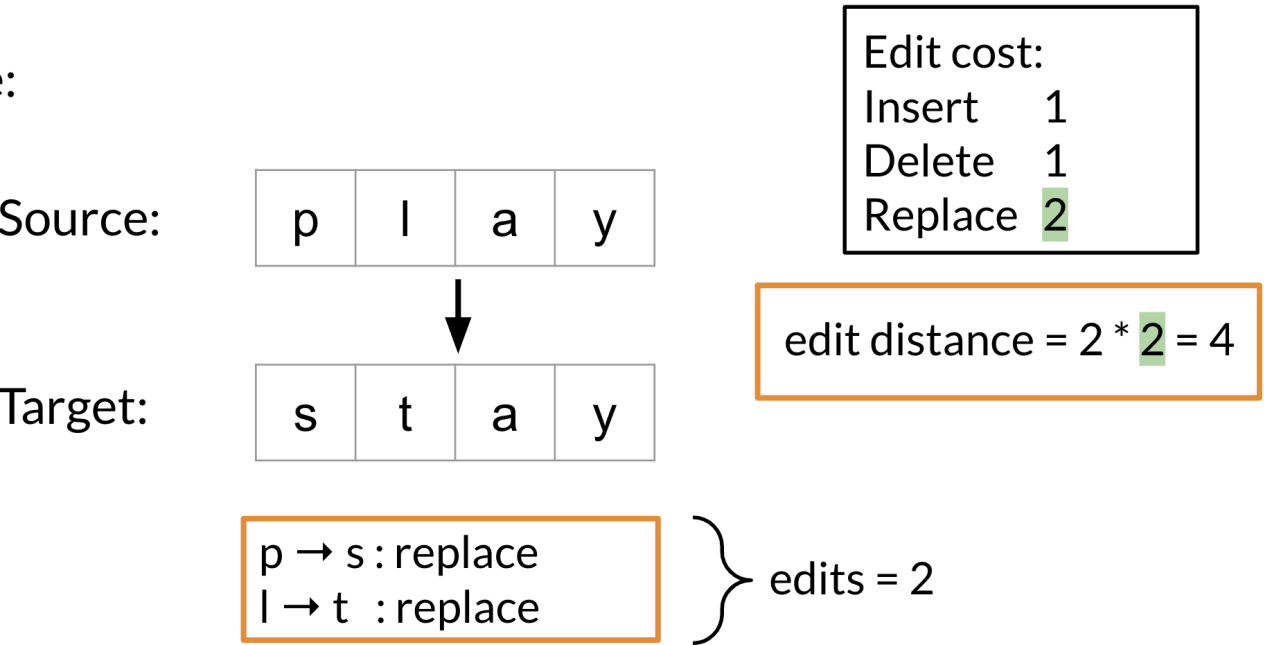 e:
Edit cost:
Insert 1
Delete 1
Replace 2
Source: p l a y
edit distance = 2 * 2 = 4
Target: s t a y
p → s : replace
l → t : replace
edits = 2